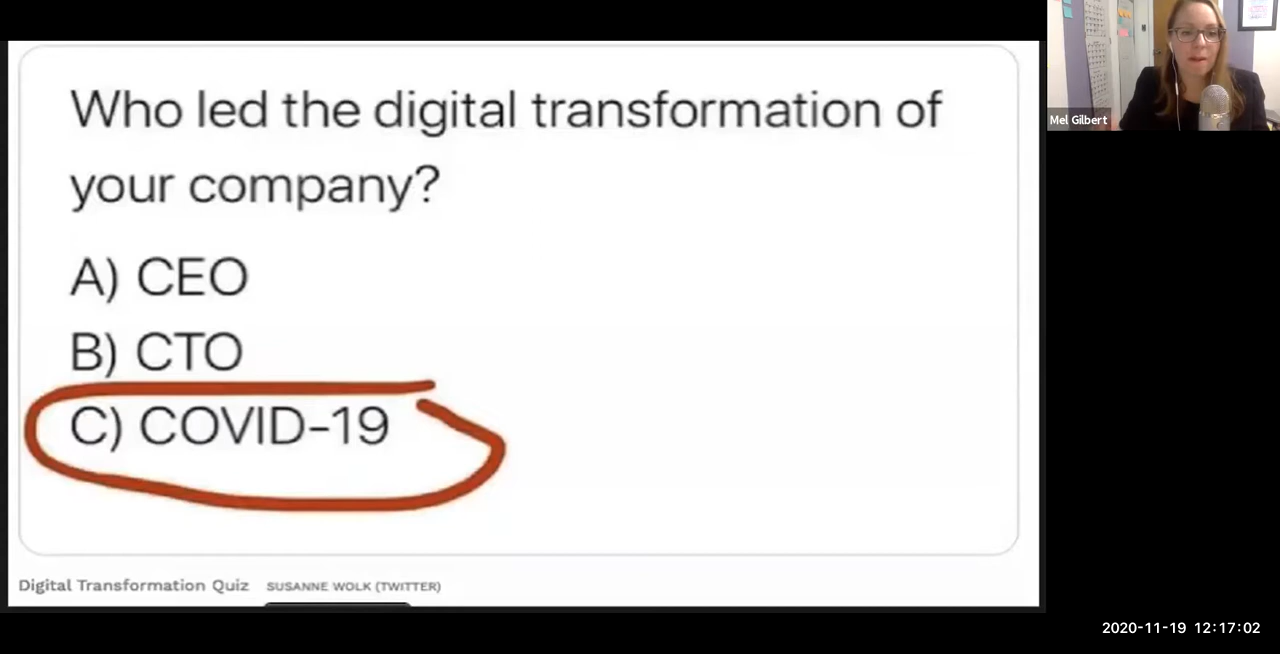 Who led the digital transformation of
your company?
A) CEO
B) CTO
C) COVID-19
Digital Transformation Quiz SUSANNE WOLK (TWITTER)
Mel Gilbert
2020-11-19 12:17:02